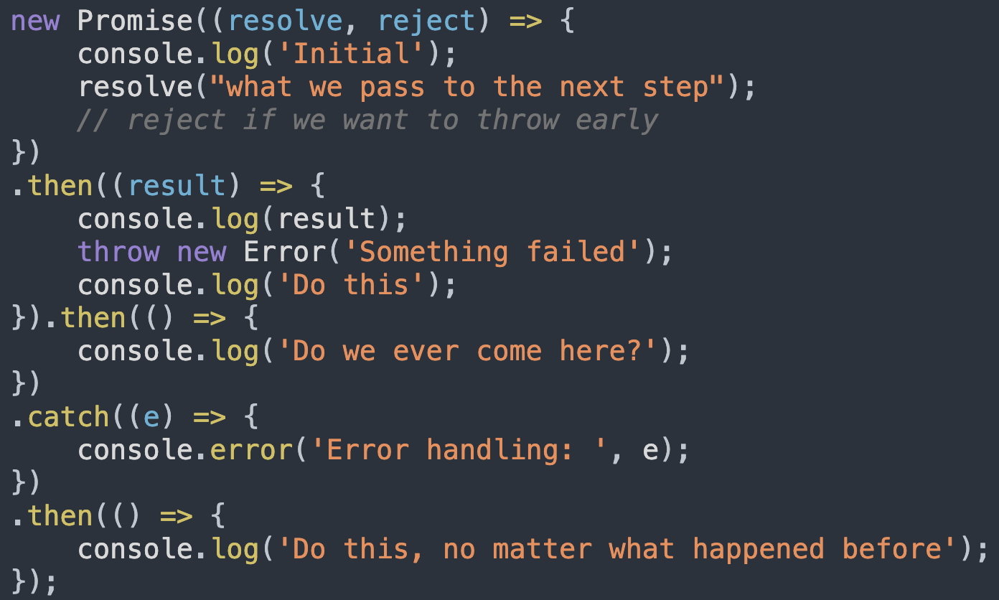 new Promise((resolve, reject) => {
    console.log('Initial');
    resolve("what we pass to the next step");
    // reject if we want to throw early
})
.then((result) => {
    console.log(result);
    throw new Error('Something failed');
    console.log('Do this');
}).then(() => {
    console.log('Do we ever come here?');
})
.catch((e) => {
    console.error('Error handling: ', e);
})
.then(() => {
    console.log('Do this, no matter what happened before');
});